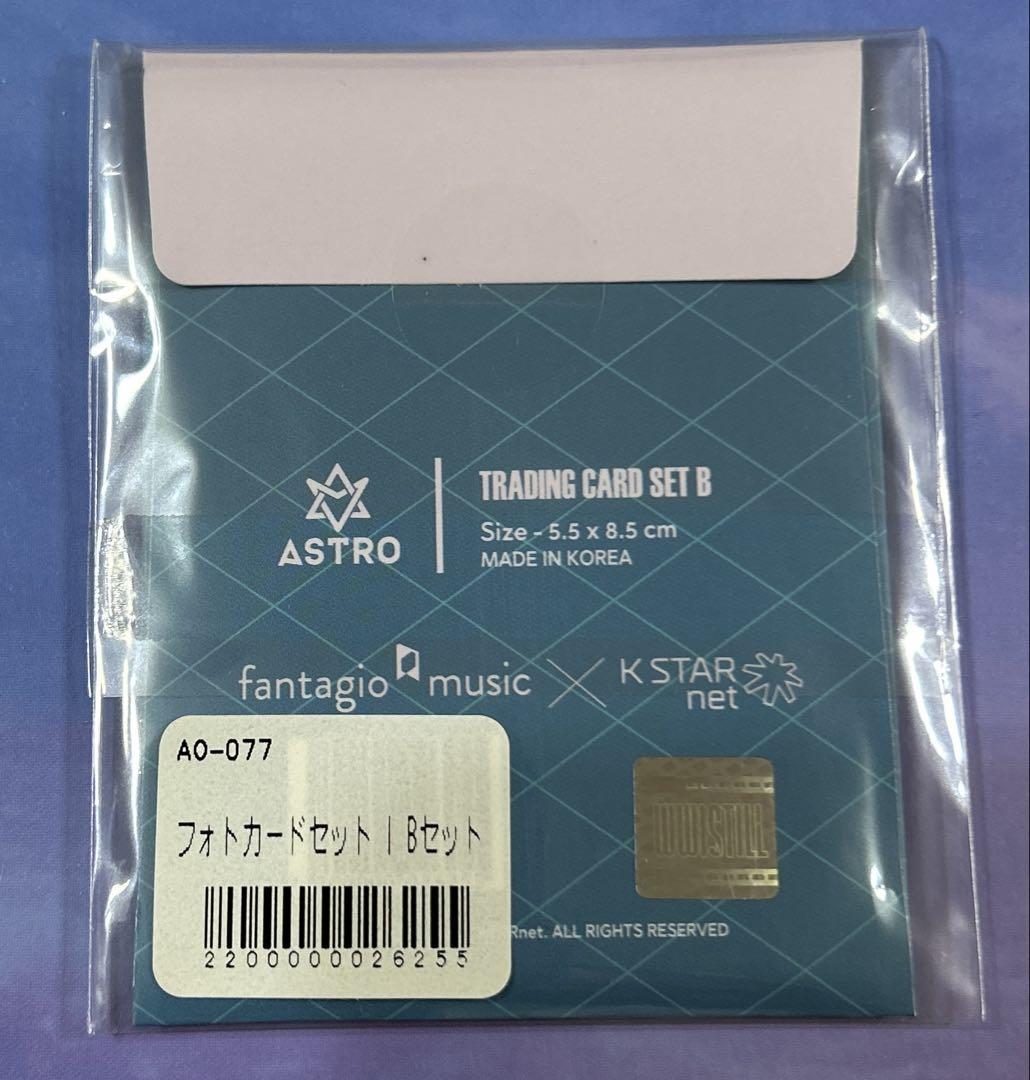 ASTRO
TRADING CARD SET B
Size - 5.5 x 8.5 cm
MADE IN KOREA
fantagio music
K STAR
net
AO-077
フォトカードセット | Bセット
2200000026255
Rnet. ALL RIGHTS RESERVED